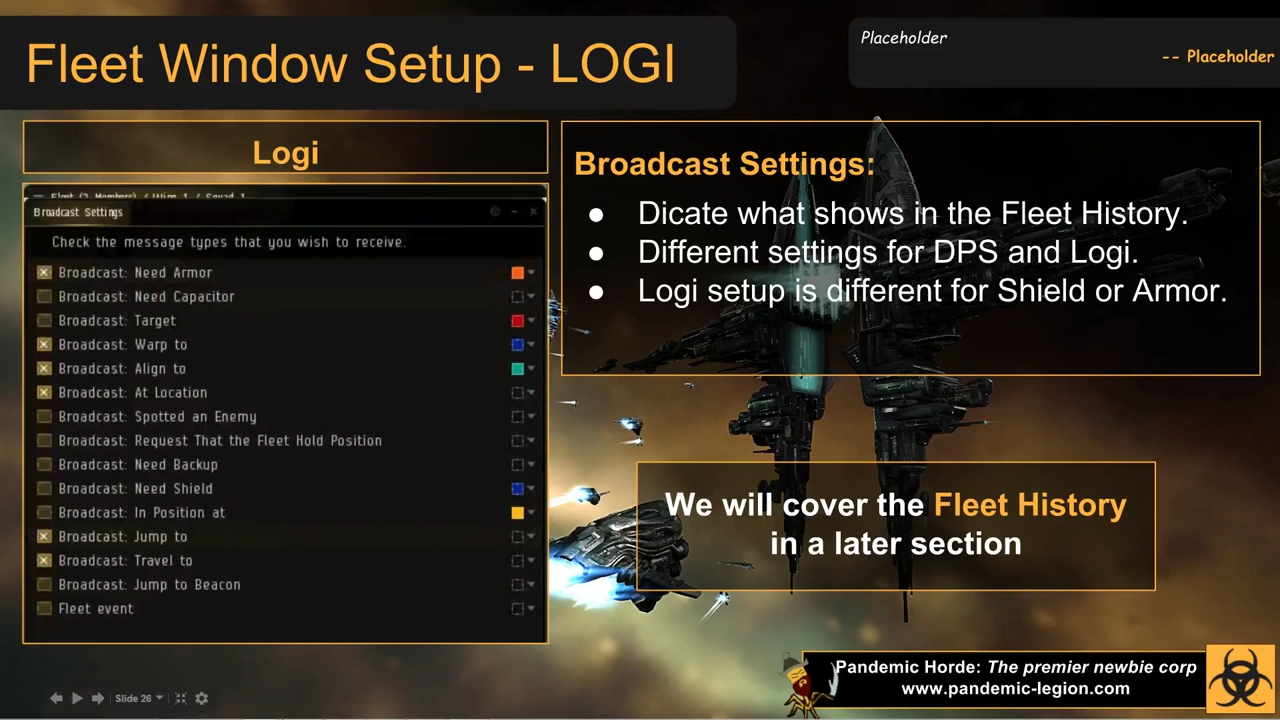 Fleet Window Setup - LOGI
Placeholder
-- Placeholder
Logi
Broadcast Settings
Check the message types that you wish to receive.
Broadcast: Need Armor
Broadcast: Need Capacitor
Broadcast: Target
Broadcast: Warp to
Broadcast: Align to
Broadcast: At Location
Broadcast: Spotted an Enemy
Broadcast: Request That the Fleet Hold Position
Broadcast: Need Backup
Broadcast: Need Shield
Broadcast: In Position at
Broadcast: Jump to
Broadcast: Travel to
Broadcast: Jump to Beacon
Fleet event
Broadcast Settings:
● Dicate what shows in the Fleet History.
● Different settings for DPS and Logi.
● Logi setup is different for Shield or Armor.
We will cover the Fleet History
in a later section
Pandemic Horde: The premier newbie corp
www.pandemic-legion.com
Slide 26